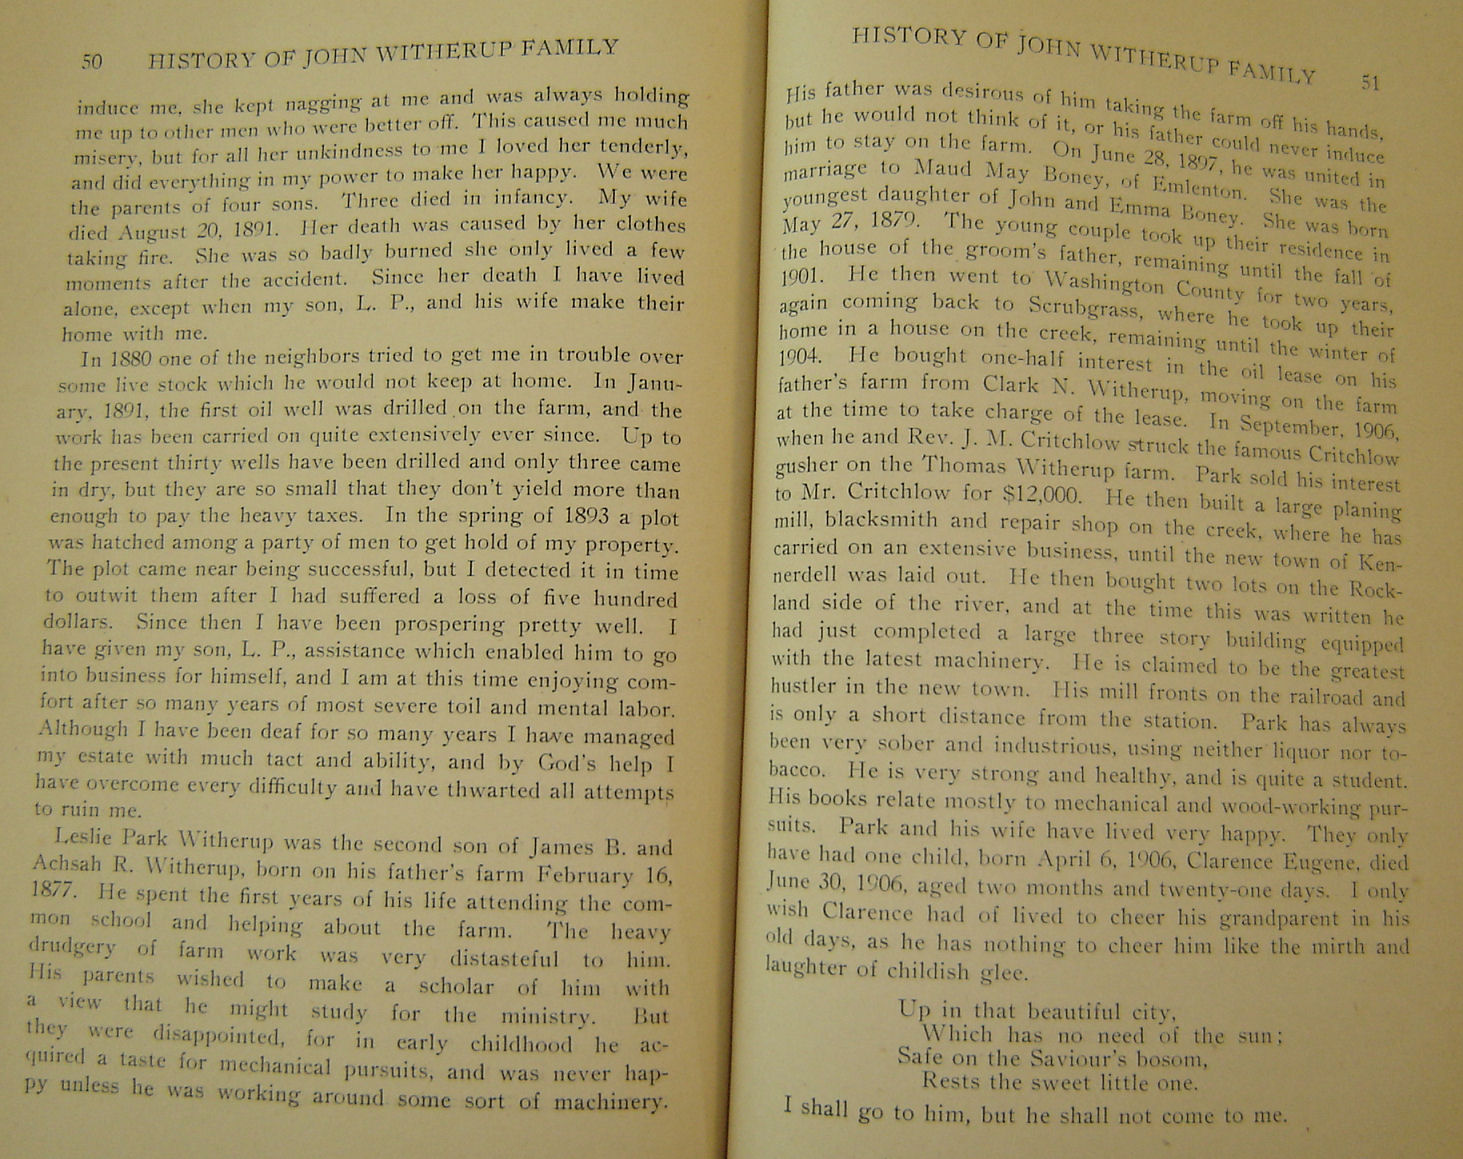 50 HISTORY OF JOHN WITHERUP FAMILY
induce me, she kept nagging at me and was always holding
me up to other men who were better off. This caused me much
misery, but for all her unkindness to me I loved her tenderly,
and did everything in my power to make her happy. We were
the parents of four sons. Three died in infancy. My wife
died August 20, 1891. Her death was caused by her clothes
taking fire. She was so badly burned she only lived a few
moments after the accident. Since her death I have lived
alone, except when my son, L. P., and his wife make their
home with me.
In 1880 one of the neighbors tried to get me in trouble over
some live stock which he would not keep at home. In Janu-
ary, 1891, the first oil well was drilled on the farm, and the
work has been carried on quite extensively ever since. Up to
the present thirty wells have been drilled and only three came
in dry, but they are so small that they don't yield more than
enough to pay the heavy taxes. In the spring of 1893 a plot
was hatched among a party of men to get hold of my property.
The plot came near being successful, but I detected it in time
to outwit them after I had suffered a loss of five hundred
dollars. Since then I have been prospering pretty well. I
have given my son, L. P., assistance which enabled him to go
into business for himself, and I am at this time enjoying com-
fort after so many years of most severe toil and mental labor.
Although I have been deaf for so many years I have managed
my estate with much tact and ability, and by God's help I
have overcome every difficulty and have thwarted all attempts
to ruin me.
Leslie Park Witherup was the second son of James B. and
Achsah R. Witherup, born on his father's farm February 16,
1877. He spent the first years of his life attending the com-
mon school and helping about the farm. The heavy
drudgery of farm work was very distasteful to him.
His parents wished to make a scholar of him with
a view that he might study for the ministry. But
they were disappointed, for in early childhood he ac-
quired a taste for mechanical pursuits, and was never hap-
py unless he was working around some sort of machinery.
HISTORY OF JOHN WITHERUP FAMILY 51
His father was desirous of him taking the farm off his hands,
but he would not think of it, or his father could never induce
him to stay on the farm. On June 28, 1897, he was united in
marriage to Maud May Boney, of Emlenton. She was the
youngest daughter of John and Emma Boney. She was born
May 27, 1879. The young couple took up their residence in
the house of the groom's father, remaining until the fall of
1901. He then went to Washington County for two years,
again coming back to Scrubgrass, where he took up their
home in a house on the creek, remaining until the winter of
1904. He bought one-half interest in the oil lease on his
father's farm from Clark N. Witherup, moving on the farm
at the time to take charge of the lease. In September, 1906,
when he and Rev. J. M. Critchlow struck the famous Critchlow
gusher on the Thomas Witherup farm. Park sold his interest
to Mr. Critchlow for $12,000. He then built a large planing
mill, blacksmith and repair shop on the creek, where he has
carried on an extensive business, until the new town of Ken-
nerdell was laid out. He then bought two lots on the Rock-
land side of the river, and at the time this was written he
had just completed a large three story building equipped
with the latest machinery. He is claimed to be the greatest
hustler in the new town. His mill fronts on the railroad and
is only a short distance from the station. Park has always
been very sober and industrious, using neither liquor nor to-
bacco. He is very strong and healthy, and is quite a student.
His books relate mostly to mechanical and wood-working pur-
suits. Park and his wife have lived very happy. They only
have had one child, born April 6, 1906, Clarence Eugene, died
June 30, 1906, aged two months and twenty-one days. I only
wish Clarence had of lived to cheer his grandparent in his
old days, as he has nothing to cheer him like the mirth and
laughter of childish glee.
Up in that beautiful city,
Which has no need of the sun;
Safe on the Saviour's bosom,
Rests the sweet little one.
I shall go to him, but he shall not come to me.